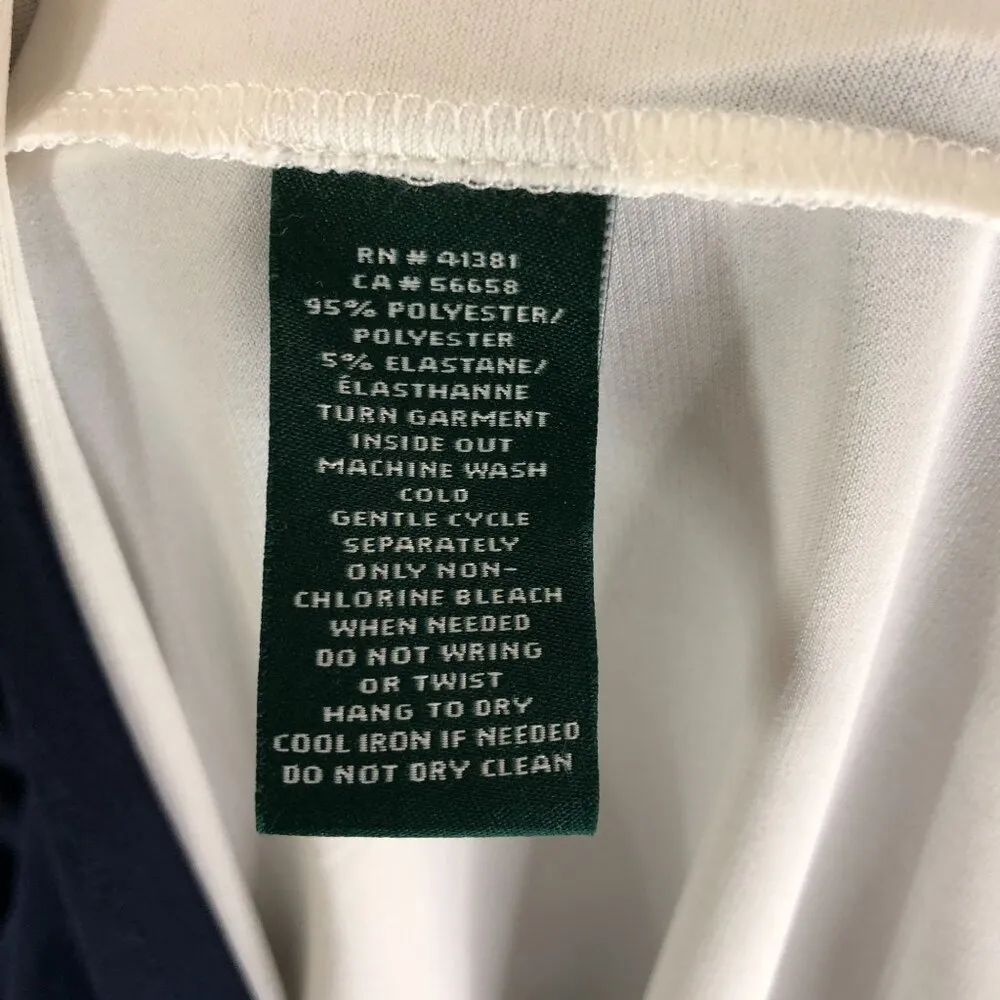 RN # 41381
CA # 56658
95% POLYESTER/
POLYESTER
5% ELASTANE/
ÉLASTHANNE
TURN GARMENT
INSIDE OUT
MACHINE WASH
COLD
GENTLE CYCLE
SEPARATELY
ONLY NON-
CHLORINE BLEACH
WHEN NEEDED
DO NOT WRING
OR TWIST
HANG TO DRY
COOL IRON IF NEEDED
DO NOT DRY CLEAN